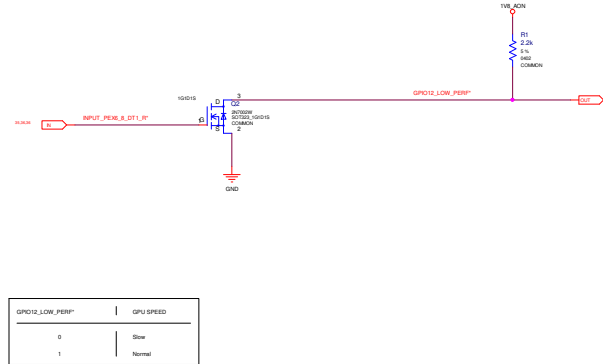 1V8_AON
R1
2.2k
5 %
0402
COMMON
GPIO12_LOW_PERF*
OUT
1G1D1S
D
3
Q2
2N7002W
SOT323_1G1D1S
COMMON
G
1
S
2
IN
INPUT_PEX6_8_DT1_R*
GND
GPIO12_LOW_PERF* GPU SPEED
0 Slow
1 Normal